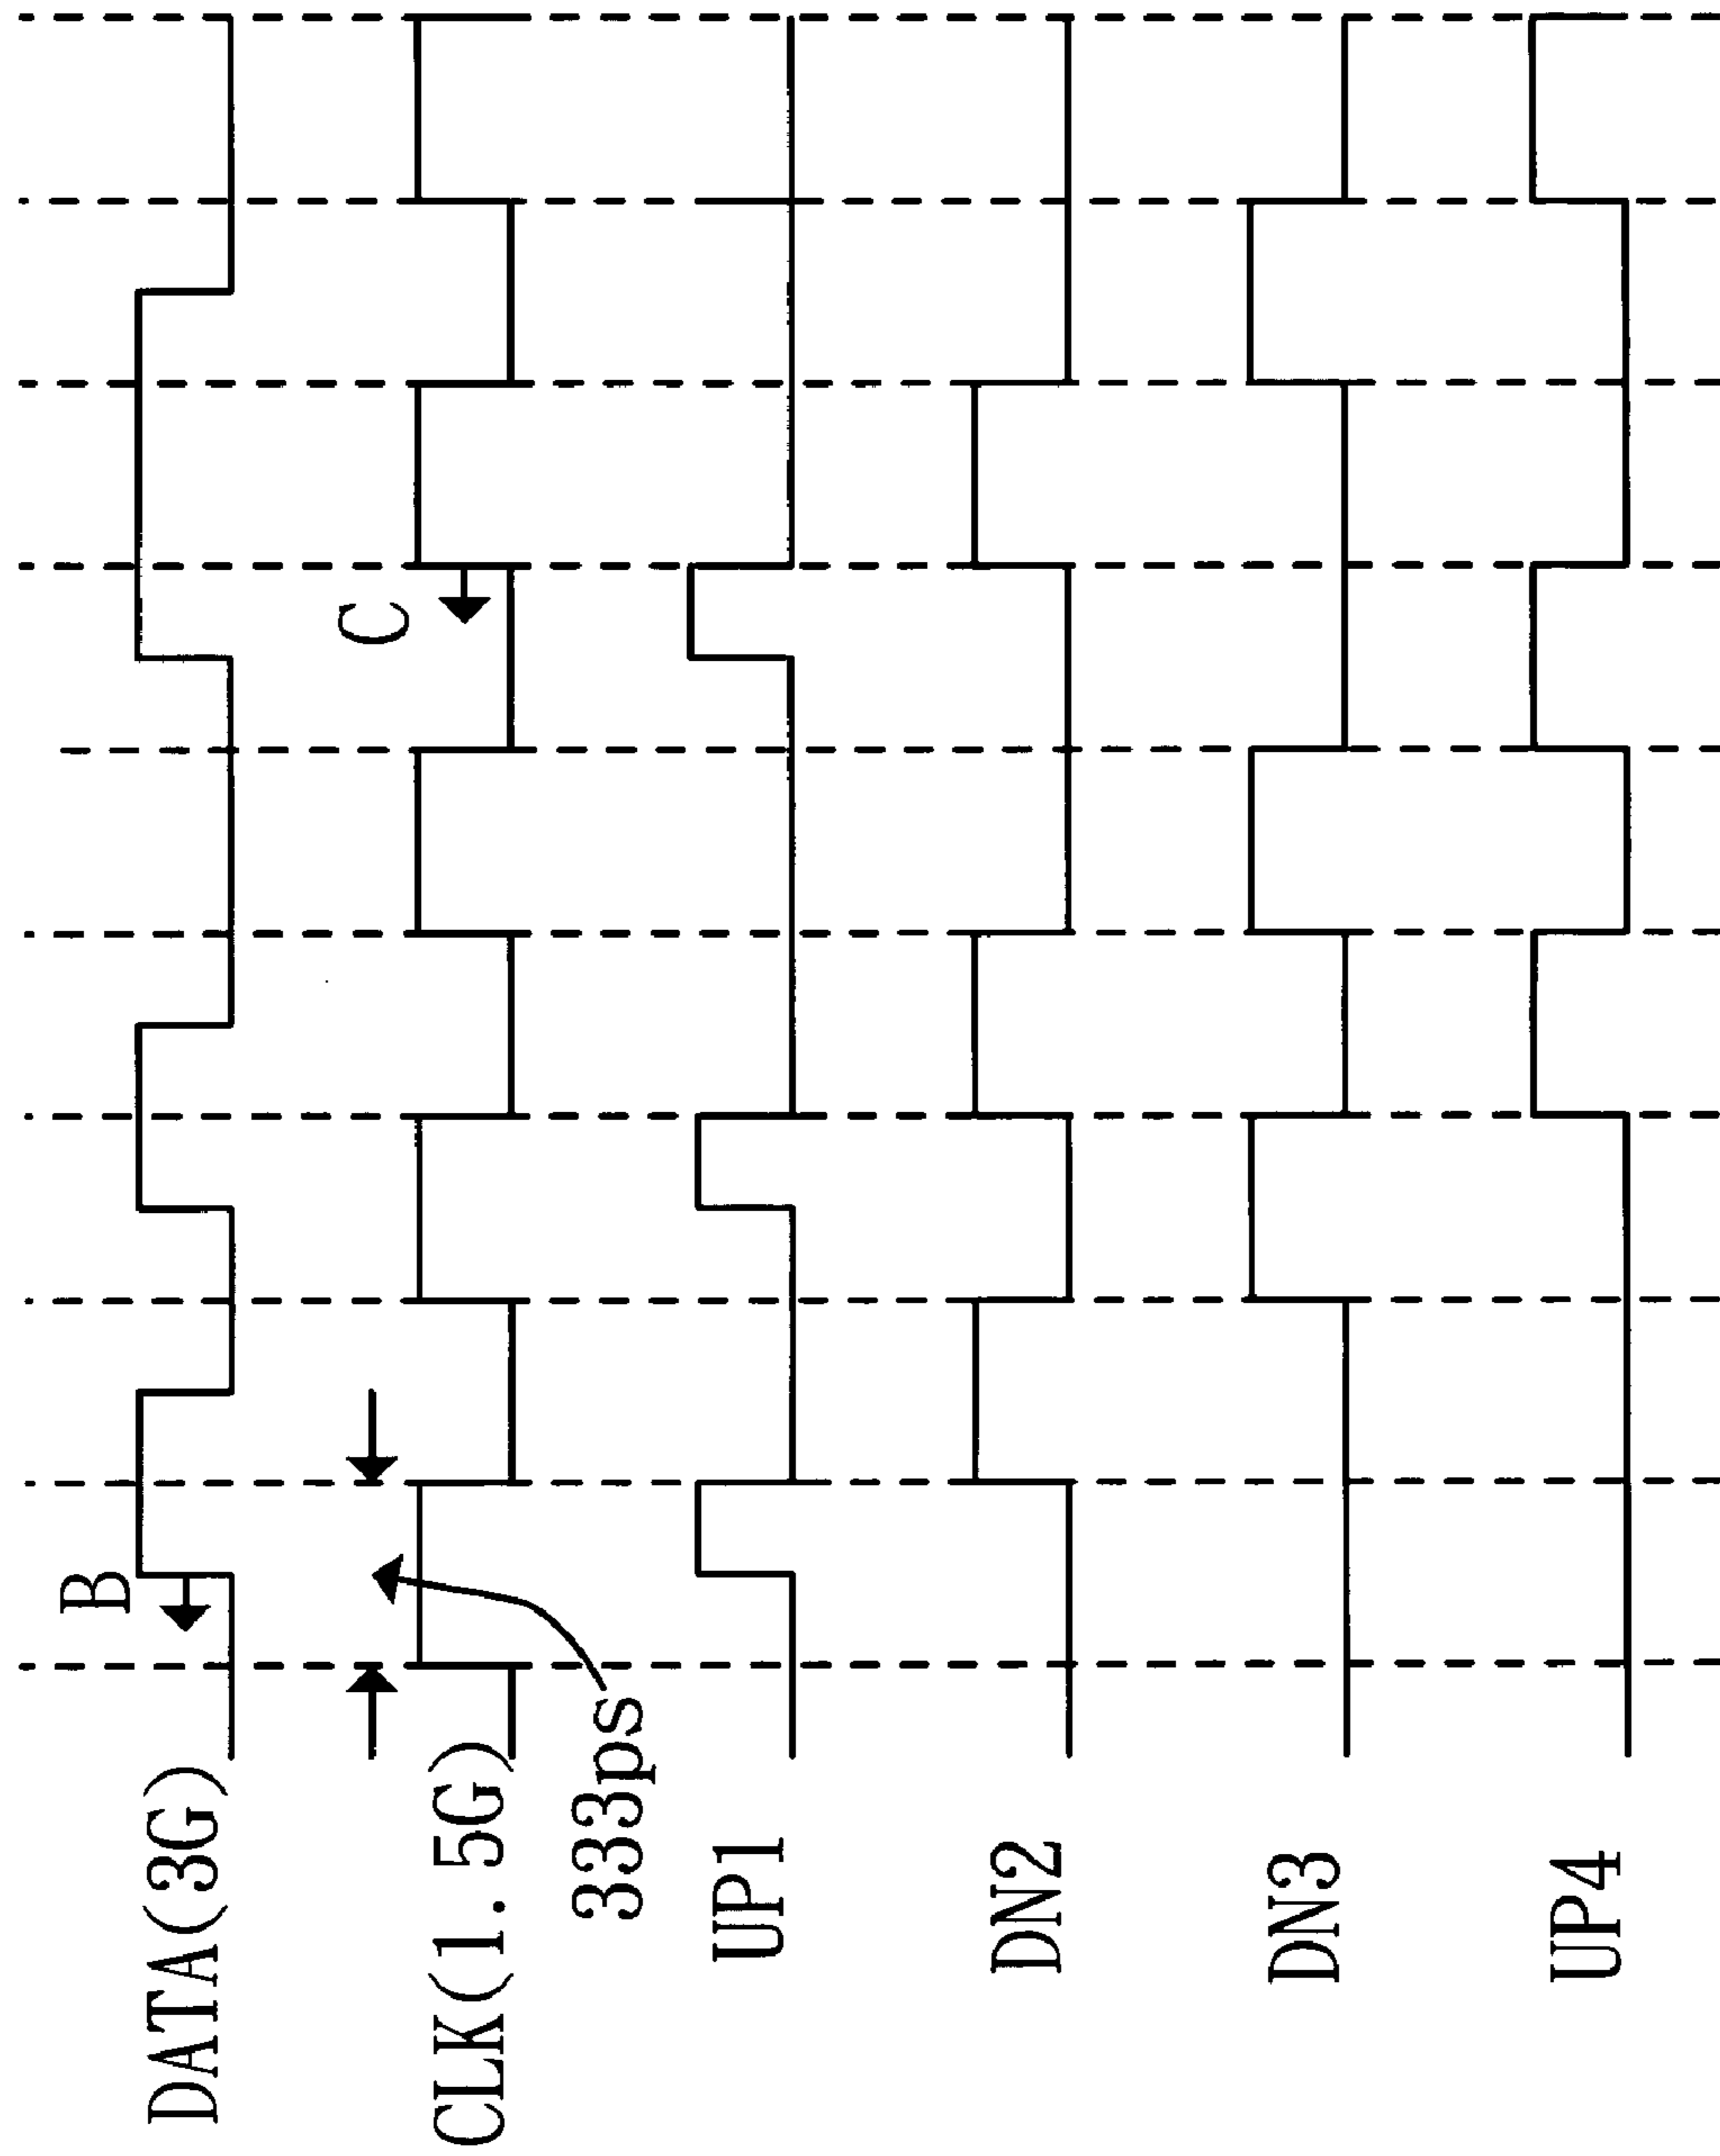 DATA(3G)
B
CLK(1.5G)
C
333ps
UP1
DN2
DN3
UP4